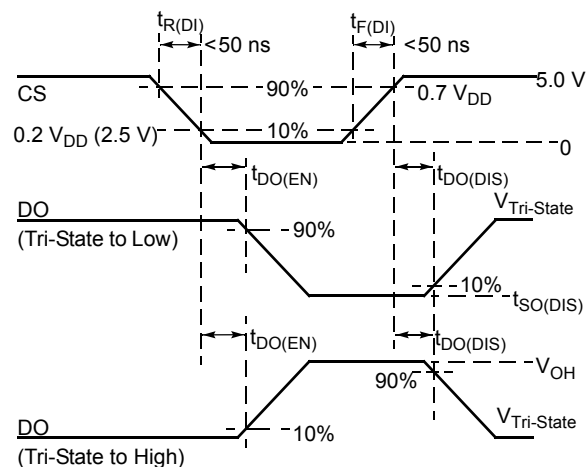 tR(DI) <50 ns tF(DI) <50 ns
CS 90% 0.7 VDD 5.0 V
0.2 VDD (2.5 V) 10% 0
tDO(EN) tDO(DIS)
DO 90% VTri-State
(Tri-State to Low)
10%
tSO(DIS)
tDO(EN) tDO(DIS)
90% VOH
DO 10% VTri-State
(Tri-State to High)